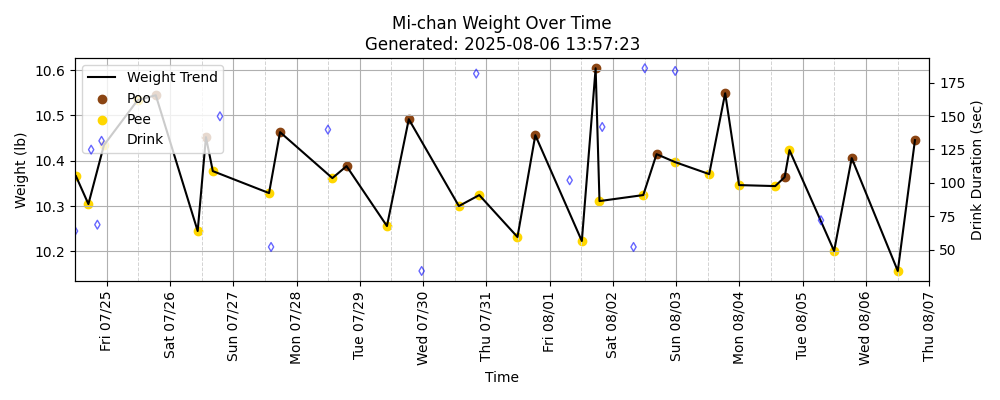 Mi-chan Weight Over Time
Generated: 2025-08-06 13:57:23
Weight Trend
Poo
Pee
Drink
Weight (lb)
10.6
10.5
10.4
10.3
10.2
Drink Duration (sec)
175
150
125
100
75
50
Fri 07/25
Sat 07/26
Sun 07/27
Mon 07/28
Tue 07/29
Wed 07/30
Thu 07/31
Fri 08/01
Sat 08/02
Sun 08/03
Mon 08/04
Tue 08/05
Wed 08/06
Thu 08/07
Time